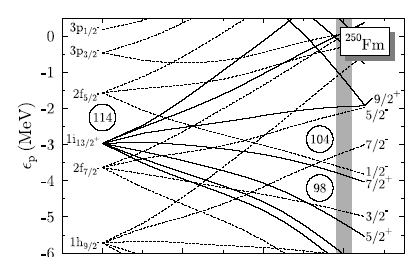 3p1/2-
0
²⁵⁰Fm
3p3/2-
-1
2f5/2-
9/2+
-2
114
5/2-
104
-3
1i13/2+
7/2-
2f7/2-
1/2-
-4
98
7/2+
3/2-
-5
5/2+
1h9/2-
-6
ϵp (MeV)